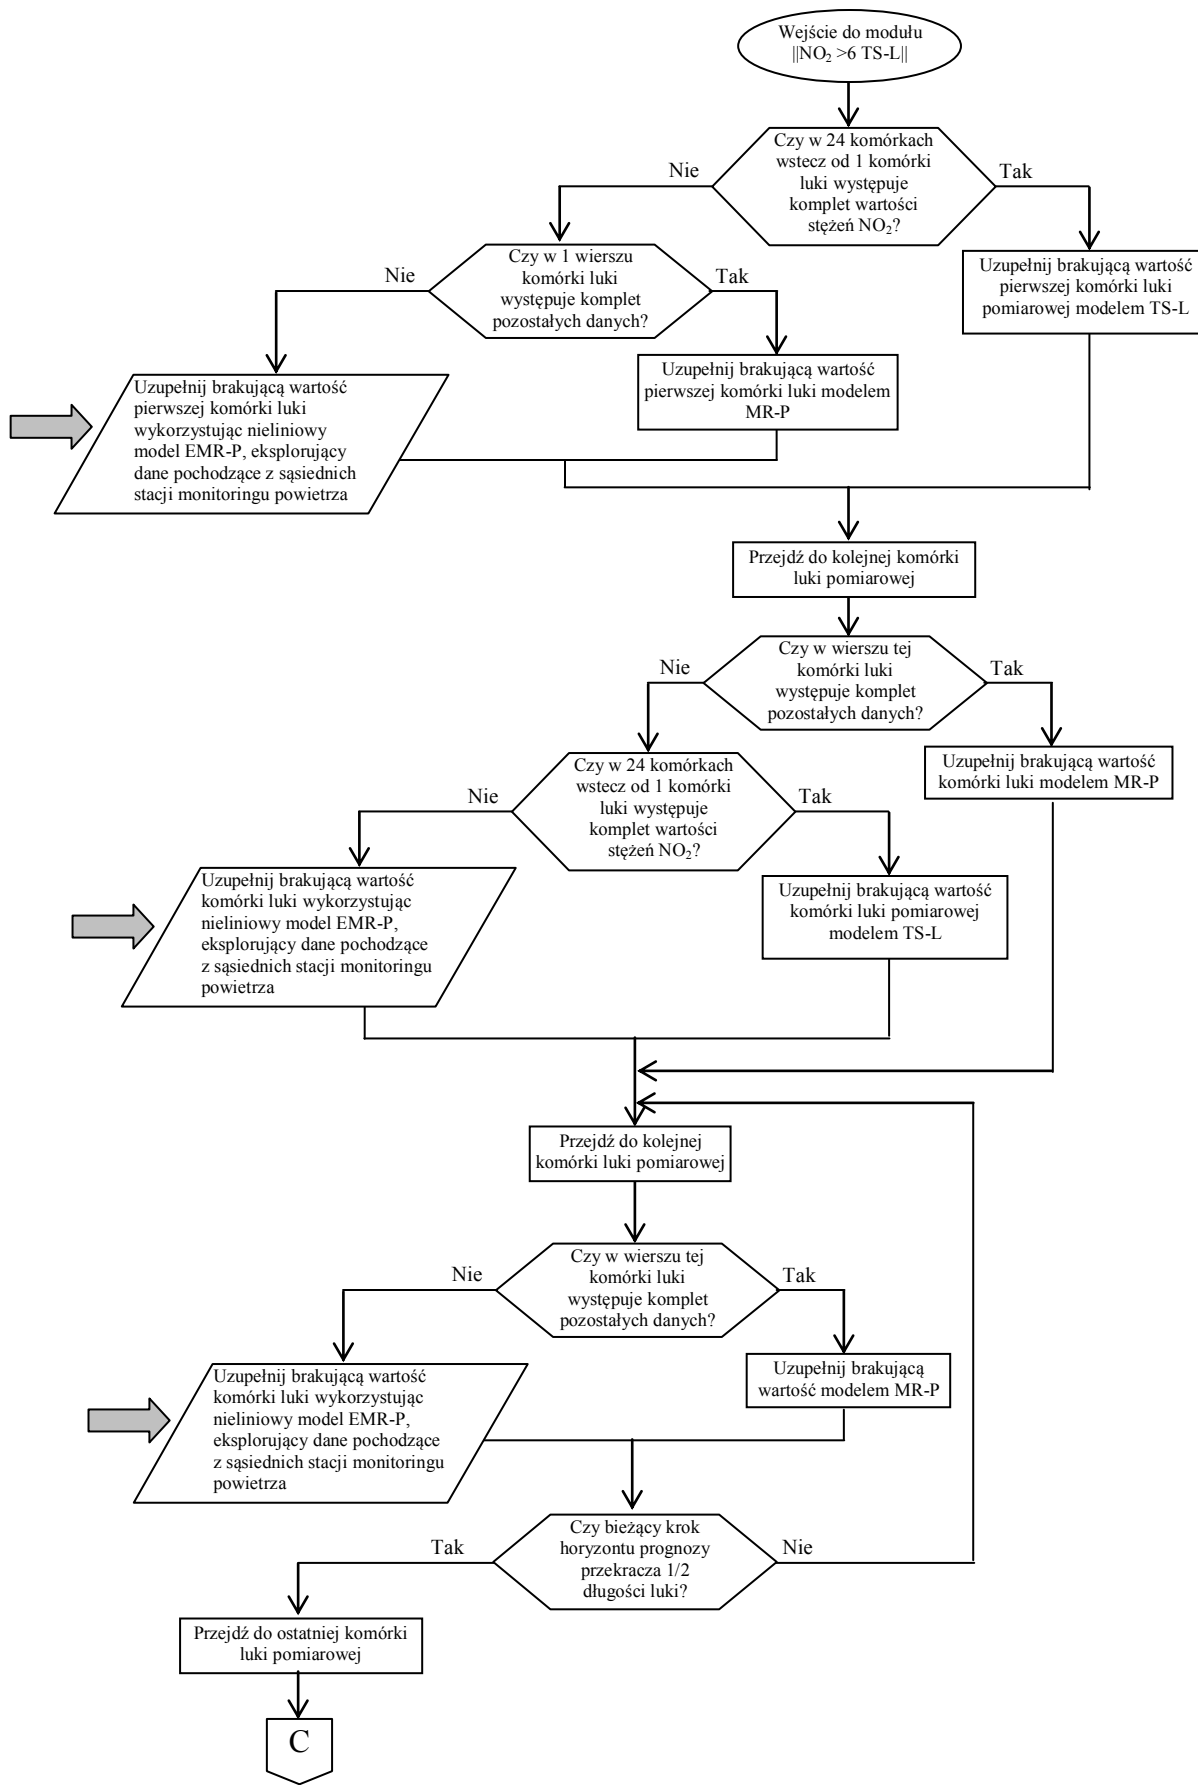 Wejście do modułu
||NO₂ >6 TS-L||
Czy w 24 komórkach
wstecz od 1 komórki
luki występuje
komplet wartości
stężeń NO₂?
Nie
Tak
Czy w 1 wierszu
komórki luki
występuje komplet
pozostałych danych?
Nie
Tak
Uzupełnij brakującą wartość
pierwszej komórki luki
pomiarowej modelem TS-L
Uzupełnij brakującą wartość
pierwszej komórki luki modelem
MR-P
Uzupełnij brakującą wartość
pierwszej komórki luki
wykorzystując nieliniowy
model EMR-P, eksplorujący
dane pochodzące z sąsiednich
stacji monitoringu powietrza
Przejdź do kolejnej komórki
luki pomiarowej
Czy w wierszu tej
komórki luki
występuje komplet
pozostałych danych?
Nie
Tak
Uzupełnij brakującą wartość
komórki luki modelem MR-P
Czy w 24 komórkach
wstecz od 1 komórki
luki występuje
komplet wartości
stężeń NO₂?
Nie
Tak
Uzupełnij brakującą wartość
komórki luki wykorzystując
nieliniowy model EMR-P,
eksplorujący dane pochodzące
z sąsiednich stacji monitoringu
powietrza
Uzupełnij brakującą wartość
komórki luki pomiarowej
modelem TS-L
Przejdź do kolejnej
komórki luki pomiarowej
Czy w wierszu tej
komórki luki
występuje komplet
pozostałych danych?
Nie
Tak
Uzupełnij brakującą
wartość modelem MR-P
Uzupełnij brakującą wartość
komórki luki wykorzystując
nieliniowy model EMR-P,
eksplorujący dane pochodzące
z sąsiednich stacji monitoringu
powietrza
Czy bieżący krok
horyzontu prognozy
przekracza 1/2
długości luki?
Tak
Nie
Przejdź do ostatniej komórki
luki pomiarowej
C